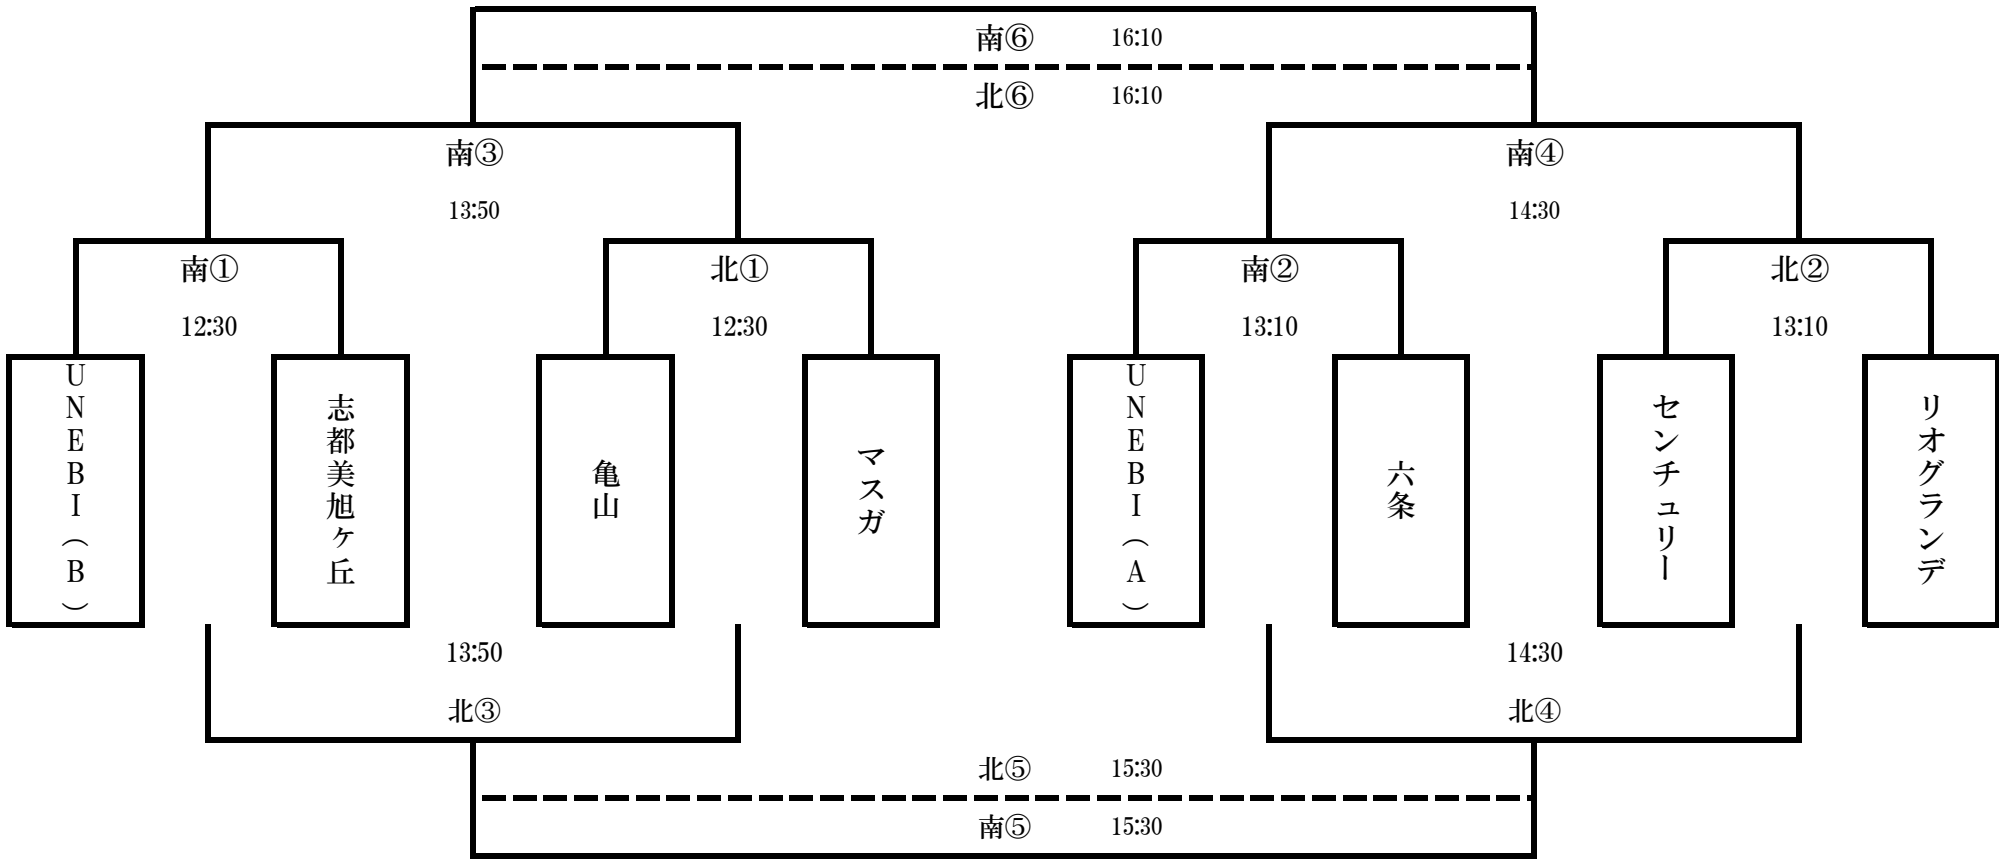 南⑥ 16:10
北⑥ 16:10
南③ 南④
13:50 14:30
南① 北① 南② 北②
12:30 12:30 13:10 13:10
UNEBI（B）
志都美旭ヶ丘
亀山
マスガ
UNEBI（A）
六条
センチュリー
リオグランデ
13:50 14:30
北③ 北④
北⑤ 15:30
南⑤ 15:30